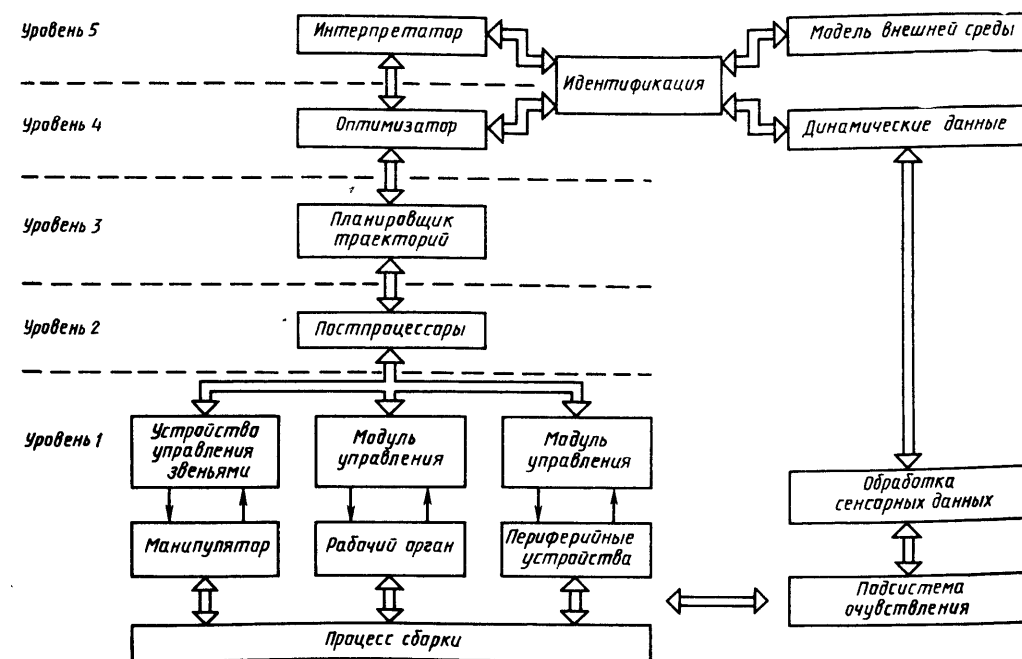 Уровень 5
Интерпретатор
Модель внешней среды
Идентификация
Уровень 4
Оптимизатор
Динамические данные
Уровень 3
Планировщик
траекторий
Уровень 2
Постпроцессоры
Уровень 1
Устройства
управления
звеньями
Модуль
управления
Модуль
управления
Обработка
сенсорных данных
Манипулятор
Рабочий орган
Периферийные
устройства
Подсистема
очувствления
Процесс сборки